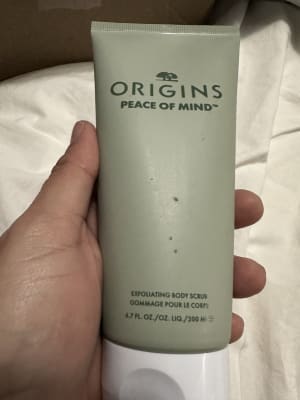 ORIGINS
PEACE OF MIND™
EXFOLIATING BODY SCRUB
GOMMAGE POUR LE CORPS
6.7 FL. OZ./OZ. LIQ./200 ML